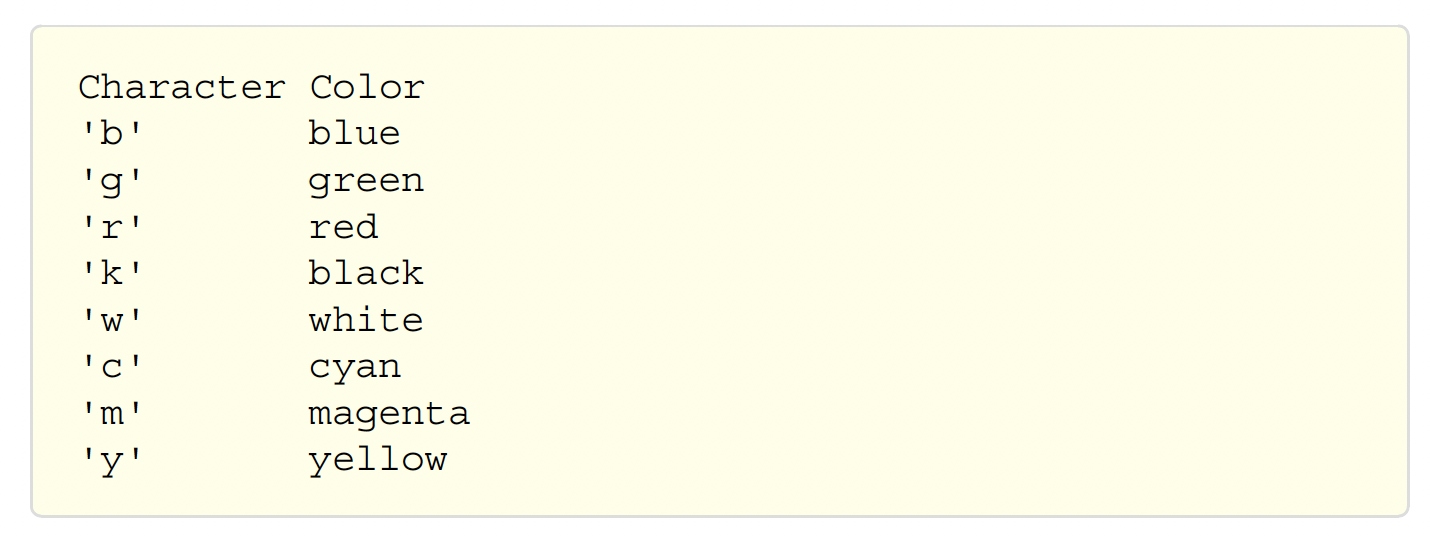 Character Color
'b'       blue
'g'       green
'r'       red
'k'       black
'w'       white
'c'       cyan
'm'       magenta
'y'       yellow